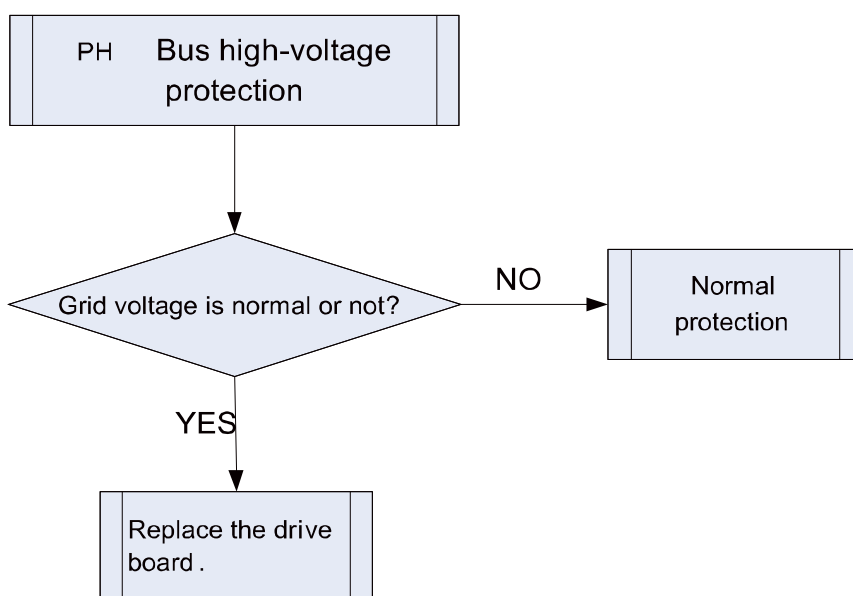 PH Bus high-voltage
protection
Grid voltage is normal or not?
NO
Normal
protection
YES
Replace the drive
board.